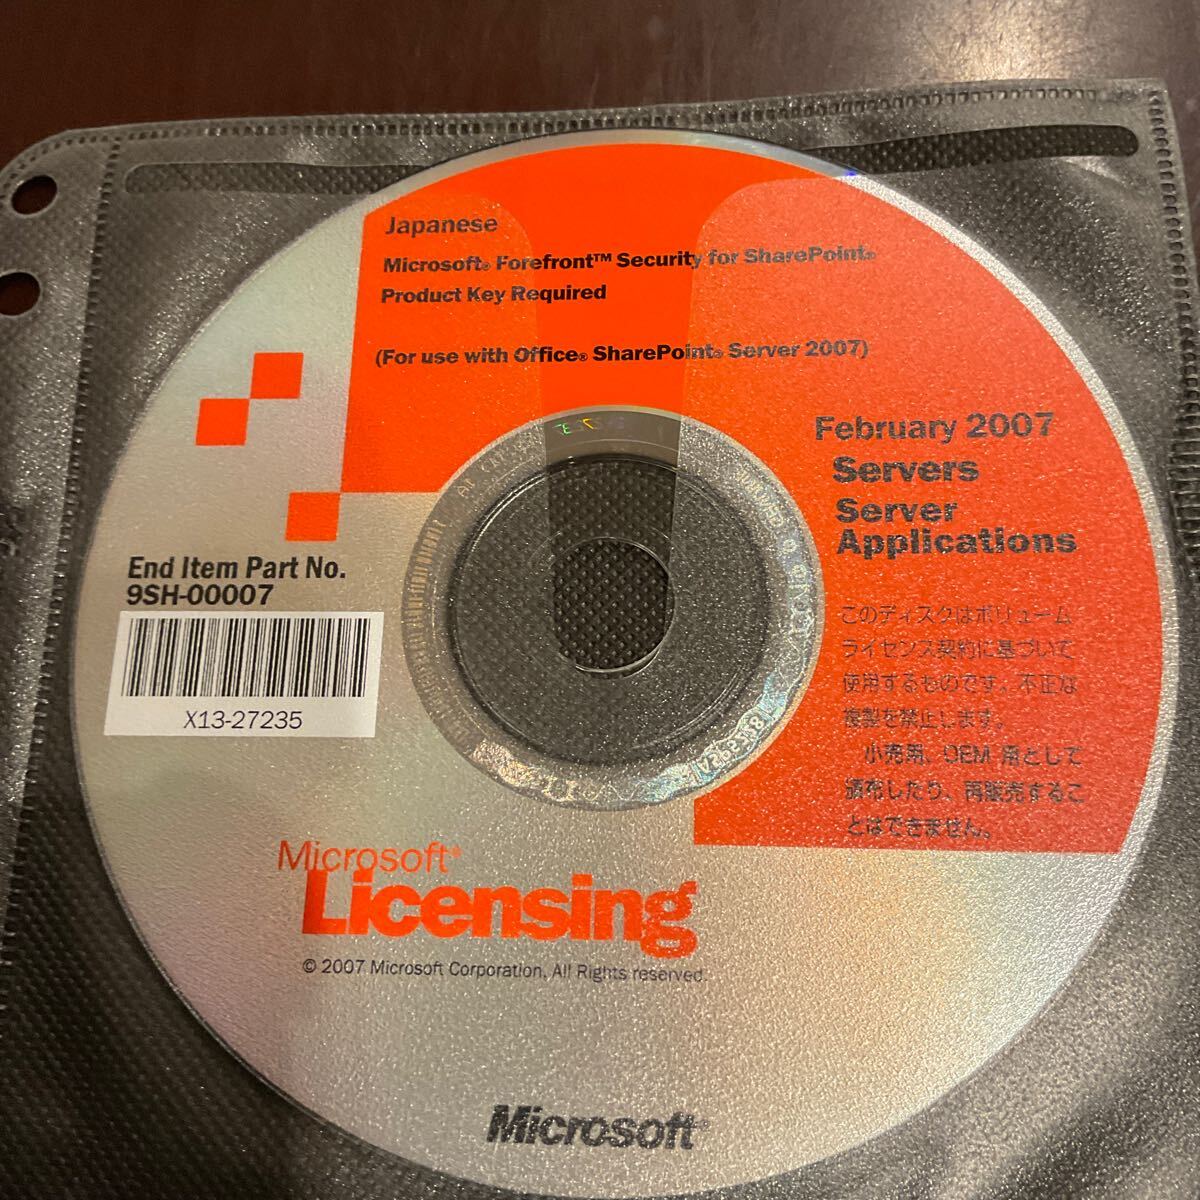 Japanese
Microsoft® Forefront™ Security for SharePoint®
Product Key Required
(For use with Office® SharePoint® Server 2007)
February 2007
Servers
Server
Applications
End Item Part No.
9SH-00007
X13-27235
このディスクはボリューム
ライセンス契約に基づいて
使用するものです。不正な
複製を禁止します。
小売用、OEM 用として
頒布したり、再販売するこ
とはできません。
Microsoft®
Licensing
© 2007 Microsoft Corporation. All Rights reserved.
Microsoft®